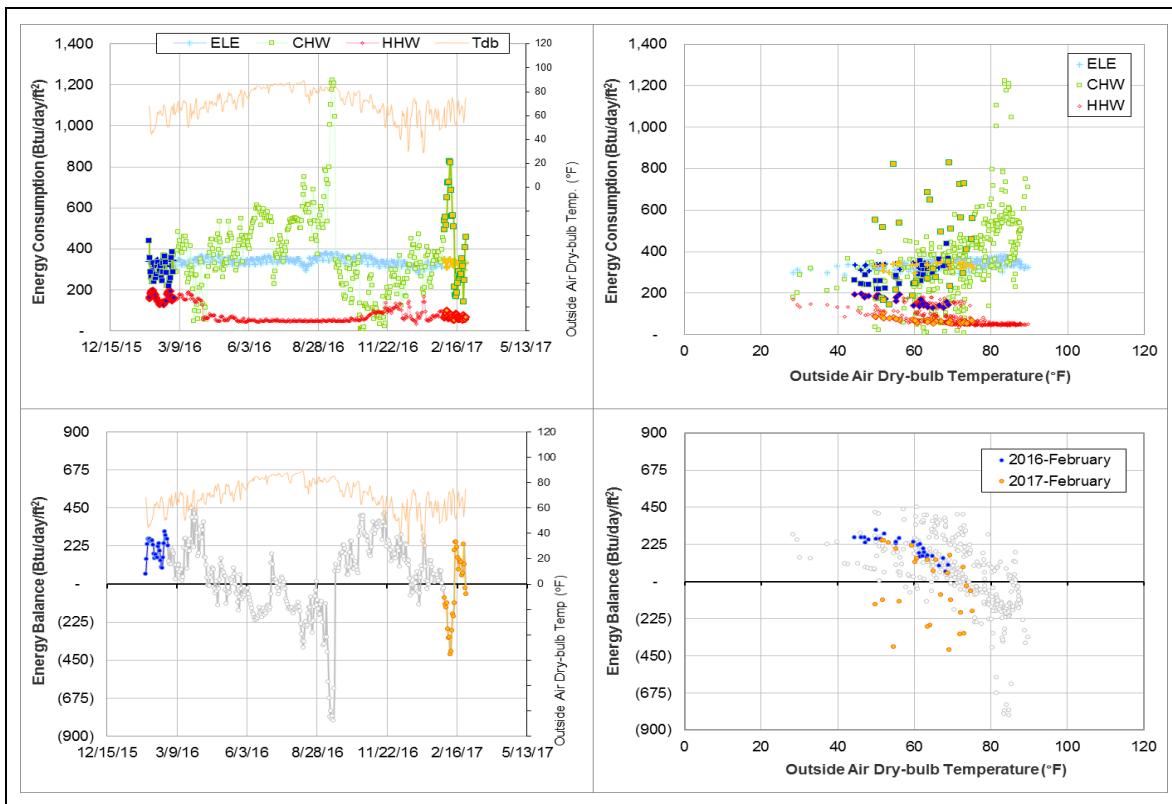 1,400
1,200
1,000
800
600
400
200
-
Energy Consumption (Btu/day/ft²)
ELE CHW HHW Tdb
120
100
80
60
40
20
0
Outside Air Dry-bulb Temp. (°F)
12/15/15 3/9/16 6/3/16 8/28/16 11/22/16 2/16/17 5/13/17
1,400
1,200
1,000
800
600
400
200
-
Energy Consumption (Btu/day/ft²)
ELE
CHW
HHW
0 20 40 60 80 100 120
Outside Air Dry-bulb Temperature (°F)
900
675
450
225
-
(225)
(450)
(675)
(900)
Energy Balance (Btu/day/ft²)
120
100
80
60
40
20
0
Outside Air Dry-bulb Temp (°F)
12/15/15 3/9/16 6/3/16 8/28/16 11/22/16 2/16/17 5/13/17
900
675
450
225
-
(225)
(450)
(675)
(900)
Energy Balance (Btu/day/ft²)
2016-February
2017-February
0 20 40 60 80 100 120
Outside Air Dry-bulb Temperature (°F)